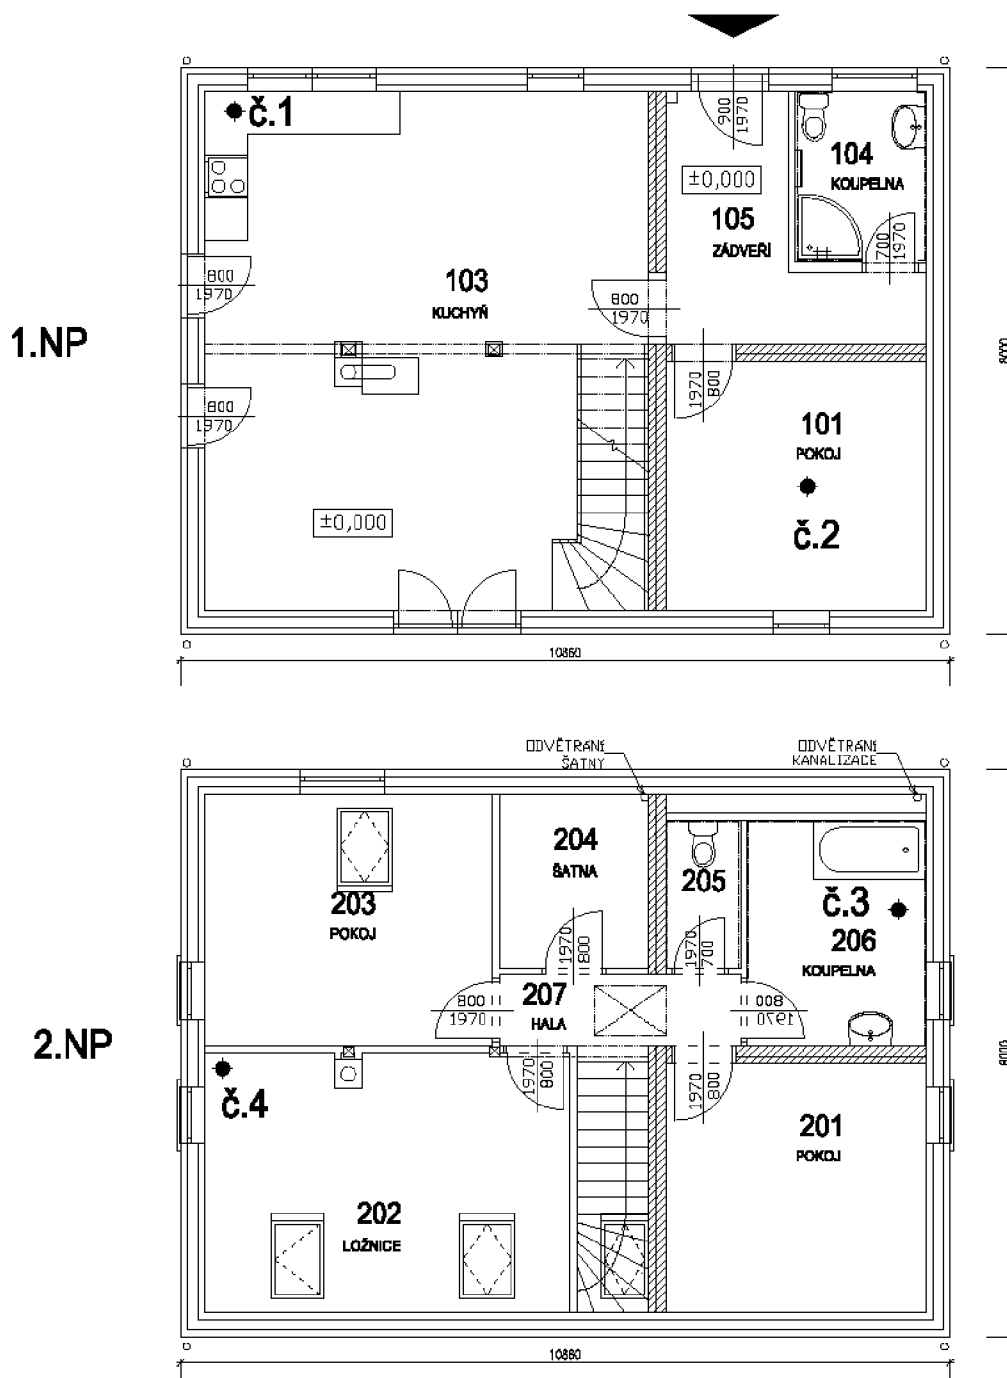 č.1
900
1970
104
KOUPELNA
±0,000
105
ZÁDVEŘÍ
700
1970
800
1970
103
KUCHYŇ
800
1970
1.NP
8000
1970
800
800
1970
101
POKOJ
±0,000
č.2
10860
ODVĚTRÁNÍ
ŠATNY
ODVĚTRÁNÍ
KANALIZACE
204
ŠATNA
205
203
POKOJ
č.3
206
KOUPELNA
1970
800
1970
700
207
HALA
800
1970
800
1970
2.NP
8000
č.4
1970
800
1970
800
201
POKOJ
202
LOŽNICE
10860